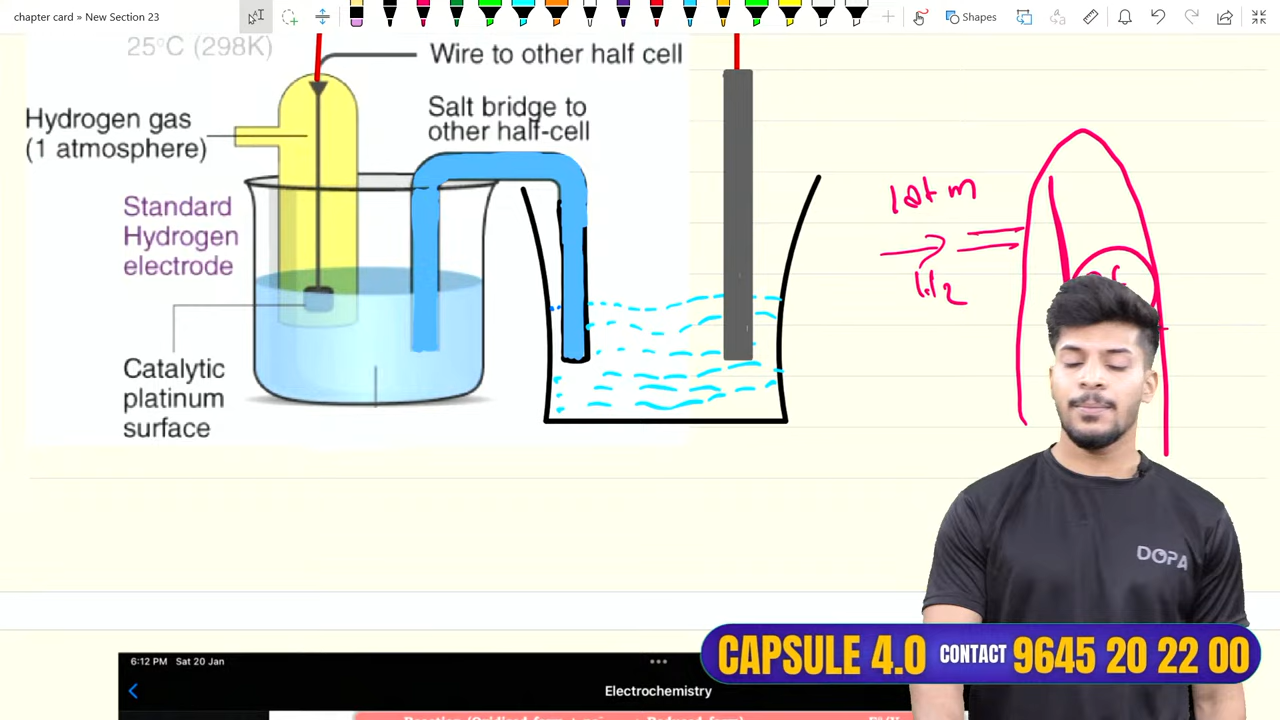 chapter card » New Section 23
Shapes
25°C (298K)
Wire to other half cell
Hydrogen gas
(1 atmosphere)
Salt bridge to
other half-cell
Standard
Hydrogen
electrode
Catalytic
platinum
surface
1 atm
H2
DOPA
CAPSULE 4.0 CONTACT 9645 20 22 00
6:12 PM Sat 20 Jan
Electrochemistry